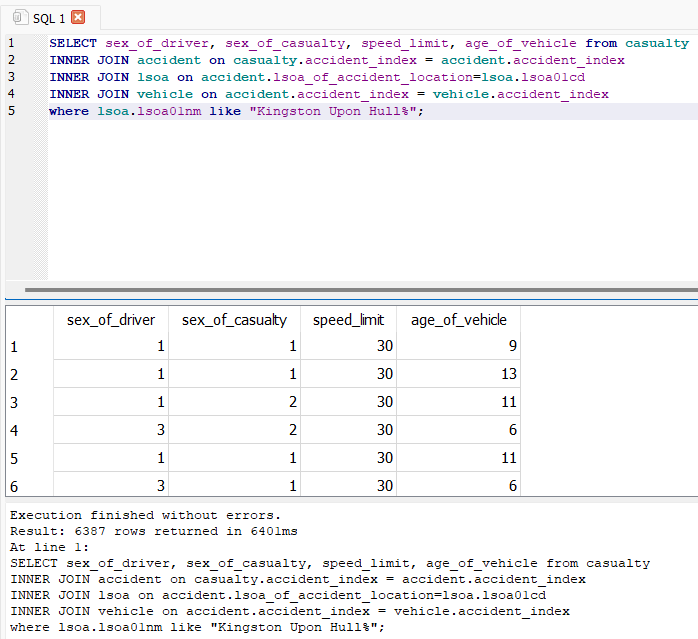 SQL 1
1 SELECT sex_of_driver, sex_of_casualty, speed_limit, age_of_vehicle from casualty
2 INNER JOIN accident on casualty.accident_index = accident.accident_index
3 INNER JOIN lsoa on accident.lsoa_of_accident_location=lsoa.lsoa01cd
4 INNER JOIN vehicle on accident.accident_index = vehicle.accident_index
5 where lsoa.lsoa01nm like "Kingston Upon Hull%";
sex_of_driver sex_of_casualty speed_limit age_of_vehicle
1 1 1 30 9
2 1 1 30 13
3 1 2 30 11
4 3 2 30 6
5 1 1 30 11
6 3 1 30 6
Execution finished without errors.
Result: 6387 rows returned in 6401ms
At line 1:
SELECT sex_of_driver, sex_of_casualty, speed_limit, age_of_vehicle from casualty
INNER JOIN accident on casualty.accident_index = accident.accident_index
INNER JOIN lsoa on accident.lsoa_of_accident_location=lsoa.lsoa01cd
INNER JOIN vehicle on accident.accident_index = vehicle.accident_index
where lsoa.lsoa01nm like "Kingston Upon Hull%";